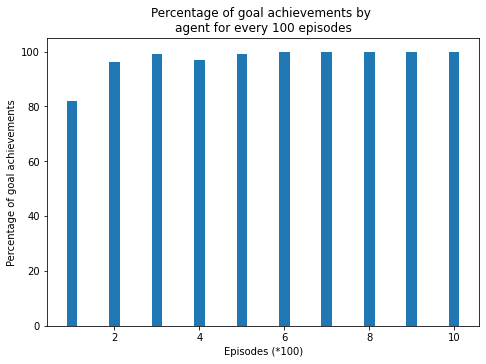 Percentage of goal achievements by
agent for every 100 episodes
100
80
60
40
20
0
Percentage of goal achievements
2 4 6 8 10
Episodes (*100)